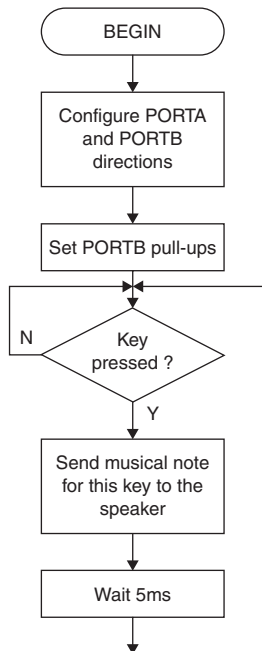 BEGIN
Configure PORTA
and PORTB
directions
Set PORTB pull-ups
Key
pressed ?
N
Y
Send musical note
for this key to the
speaker
Wait 5ms